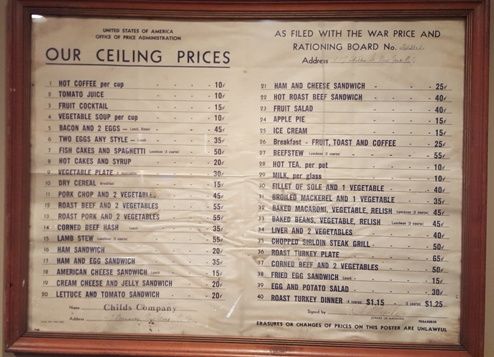 UNITED STATES OF AMERICA
OFFICE OF PRICE ADMINISTRATION
OUR CEILING PRICES
AS FILED WITH THE WAR PRICE AND
RATIONING BOARD No.
Address
1 HOT COFFEE per cup 10¢
2 TOMATO JUICE 10¢
3 FRUIT COCKTAIL 15¢
4 VEGETABLE SOUP per cup 10¢
5 BACON AND 2 EGGS 45¢
6 TWO EGGS ANY STYLE 35¢
7 FISH CAKES AND SPAGHETTI 50¢
8 HOT CAKES AND SYRUP 20¢
9 VEGETABLE PLATE
10 DRY CEREAL 15¢
11 PORK CHOP AND 2 VEGETABLES 45¢
12 ROAST BEEF AND 2 VEGETABLES 55¢
13 ROAST PORK AND 2 VEGETABLES 55¢
14 CORNED BEEF HASH 35¢
15 LAMB STEW 55¢
16 HAM SANDWICH 20¢
17 HAM AND EGG SANDWICH 35¢
18 AMERICAN CHEESE SANDWICH 15¢
19 CREAM CHEESE AND JELLY SANDWICH 20¢
20 LETTUCE AND TOMATO SANDWICH 20¢
Name Childs Company
Address
21 HAM AND CHEESE SANDWICH 25¢
22 HOT ROAST BEEF SANDWICH 40¢
23 FRUIT SALAD 40¢
24 APPLE PIE 15¢
25 ICE CREAM 15¢
26 Breakfast - FRUIT, TOAST AND COFFEE 25¢
27 BEEFSTEW 55¢
28 HOT TEA, per pot 10¢
29 MILK, per glass 10¢
30 FILLET OF SOLE AND 1 VEGETABLE 40¢
31 BROILED MACKEREL AND 1 VEGETABLE 35¢
32 BAKED MACARONI, VEGETABLE, RELISH 45¢
33 BAKED BEANS, VEGETABLE, RELISH 45¢
34 LIVER AND 2 VEGETABLES 40¢
35 CHOPPED SIRLOIN STEAK GRILL 50¢
36 ROAST TURKEY PLATE 65¢
37 CORNED BEEF AND 2 VEGETABLES 50¢
38 FRIED EGG SANDWICH 15¢
39 EGG AND POTATO SALAD 30¢
40 ROAST TURKEY DINNER $1.15 $1.25
Signed by
ERASURES OR CHANGES OF PRICES ON THIS POSTER ARE UNLAWFUL